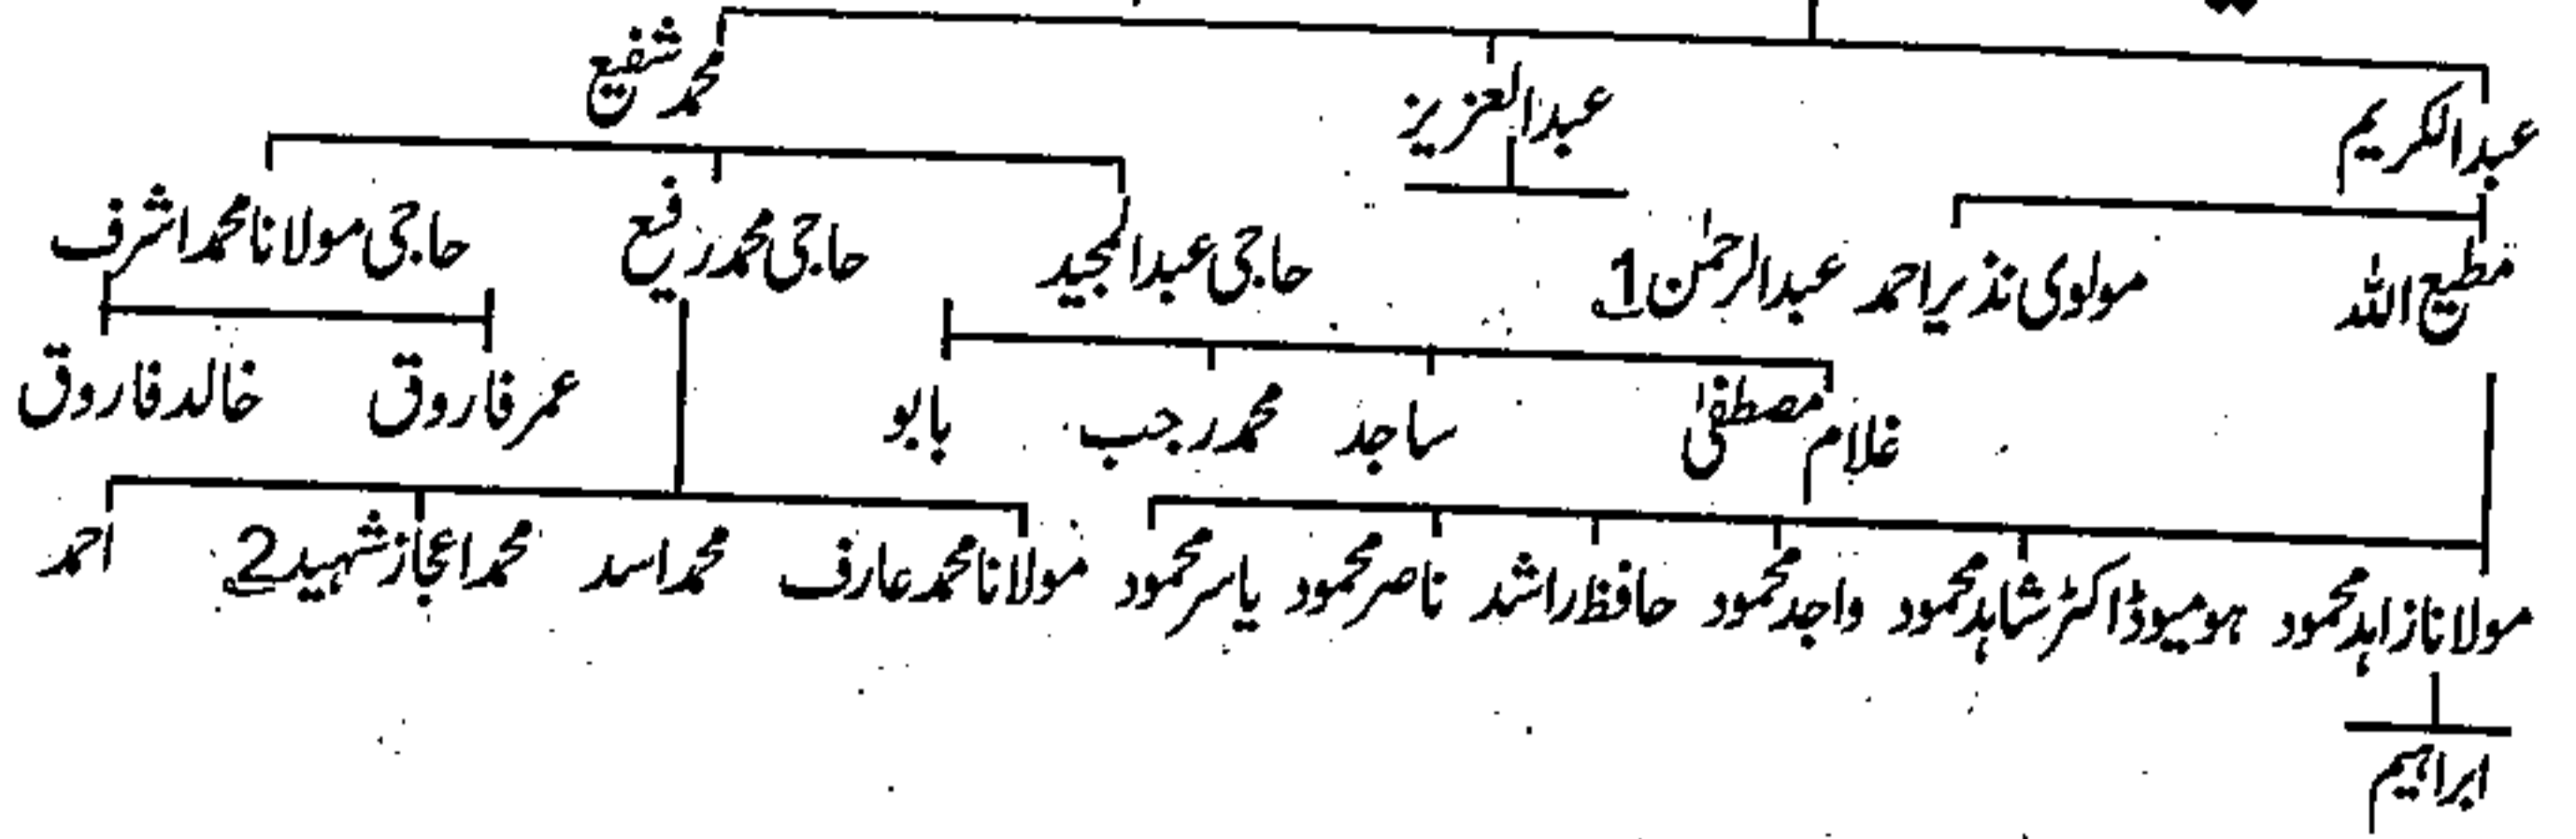 عبدالکریم عبدالعزیز محمد شفیع
مطیع اللہ مولوی نذیر احمد عبدالرحمٰن 1 حاجی عبدالمجید حاجی محمد رفیع حاجی مولانا محمد اشرف
غلام مصطفیٰ ساجد محمد رجب بابو عمر فاروق خالد فاروق
مولانا زاہد محمود ہومیوڈاکٹر شاہد محمود واجد محمود حافظ راشد ناصر محمود یاسر محمود مولانا محمد عارف محمد اسد محمد اعجاز شہید 2 احمد
ابراہیم